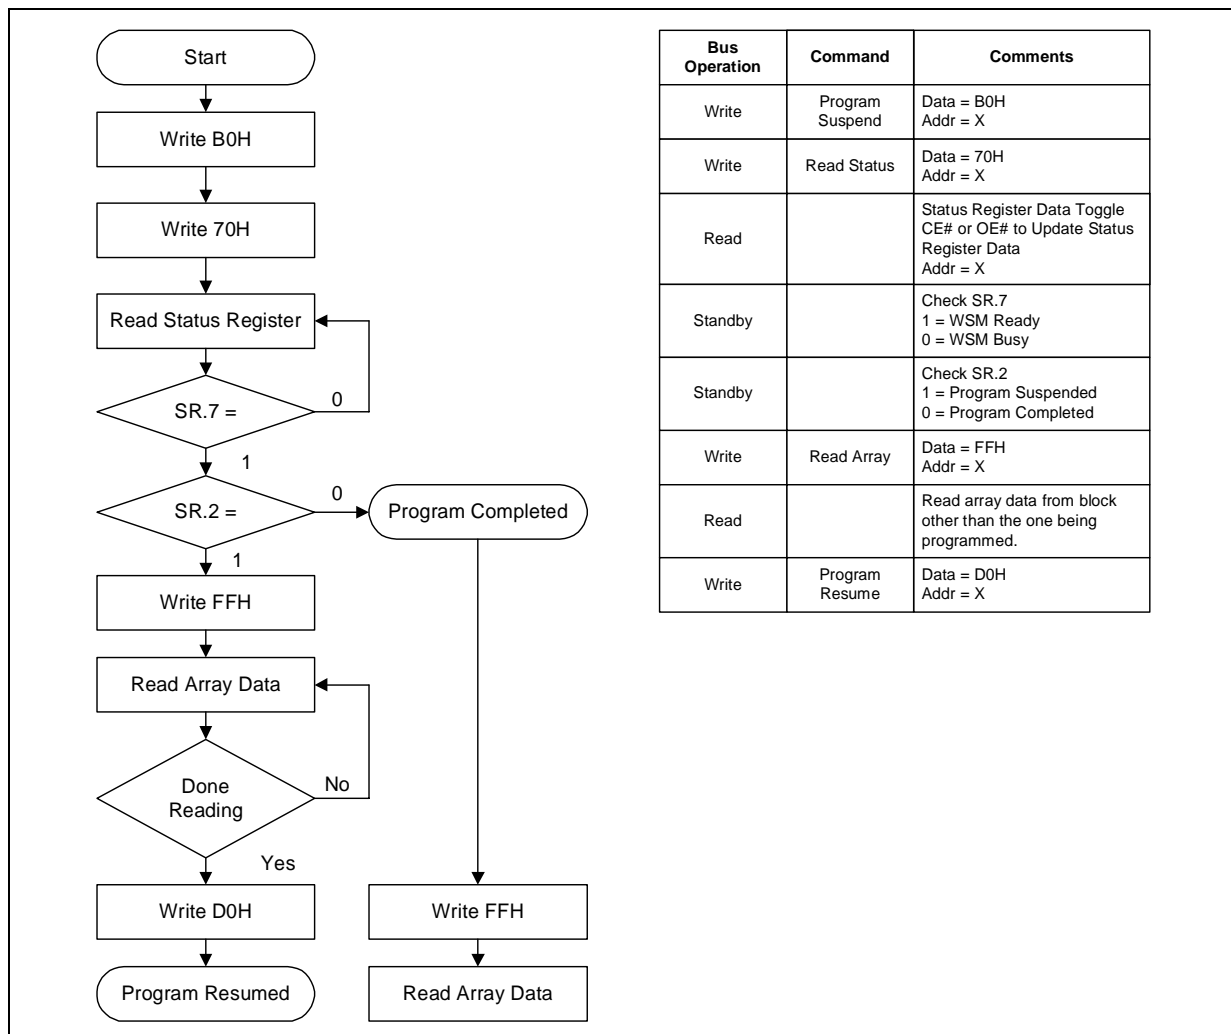 Start
Write B0H
Write 70H
Read Status Register
SR.7 =
0
1
SR.2 =
0
Program Completed
1
Write FFH
Read Array Data
Done
Reading
No
Yes
Write D0H
Write FFH
Program Resumed
Read Array Data
Bus
Operation
Command
Comments
Write
Program
Suspend
Data = B0H
Addr = X
Write
Read Status
Data = 70H
Addr = X
Read
Status Register Data Toggle
CE# or OE# to Update Status
Register Data
Addr = X
Standby
Check SR.7
1 = WSM Ready
0 = WSM Busy
Standby
Check SR.2
1 = Program Suspended
0 = Program Completed
Write
Read Array
Data = FFH
Addr = X
Read
Read array data from block
other than the one being
programmed.
Write
Program
Resume
Data = D0H
Addr = X